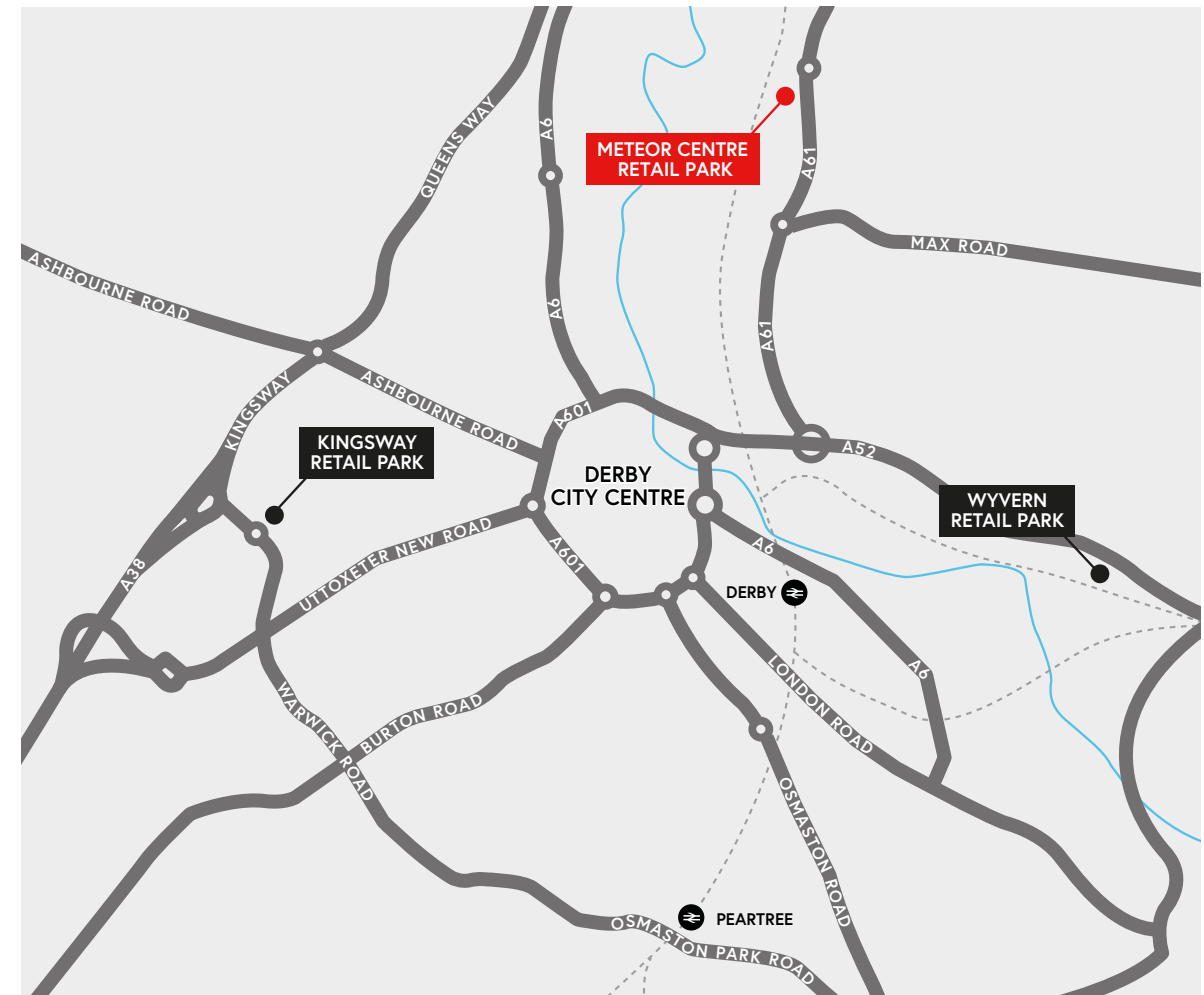 QUEENS WAY
A6
METEOR CENTRE
RETAIL PARK
A61
MAX ROAD
ASHBOURNE ROAD
A6
A61
KINGSWAY
ASHBOURNE ROAD
A601
KINGSWAY
RETAIL PARK
A52
DERBY
CITY CENTRE
WYVERN
RETAIL PARK
A38
UTTOXETER NEW ROAD
A601
A6
DERBY
A6
WARWICK ROAD
BURTON ROAD
LONDON ROAD
OSMASTON ROAD
PEARTREE
OSMASTON PARK ROAD